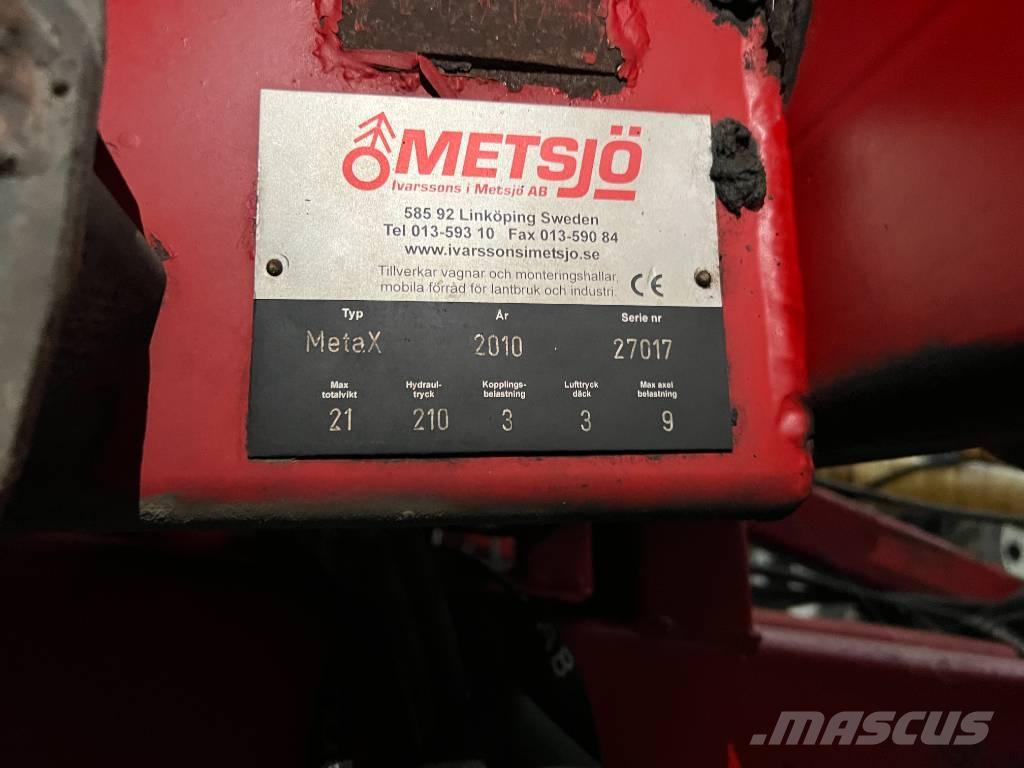 METSJÖ
Ivarssons i Metsjö AB
585 92 Linköping Sweden
Tel 013-593 10 Fax 013-590 84
www.ivarssonsimetsjo.se
Tillverkar vagnar och monteringshallar,
mobila förråd för lantbruk och industri.
CE
Typ År Serie nr
MetaX 2010 27017
Max totalvikt Hydraul-tryck Kopplings-belastning Lufttryck däck Max axel belastning
21 210 3 3 9
AB
MASCUS